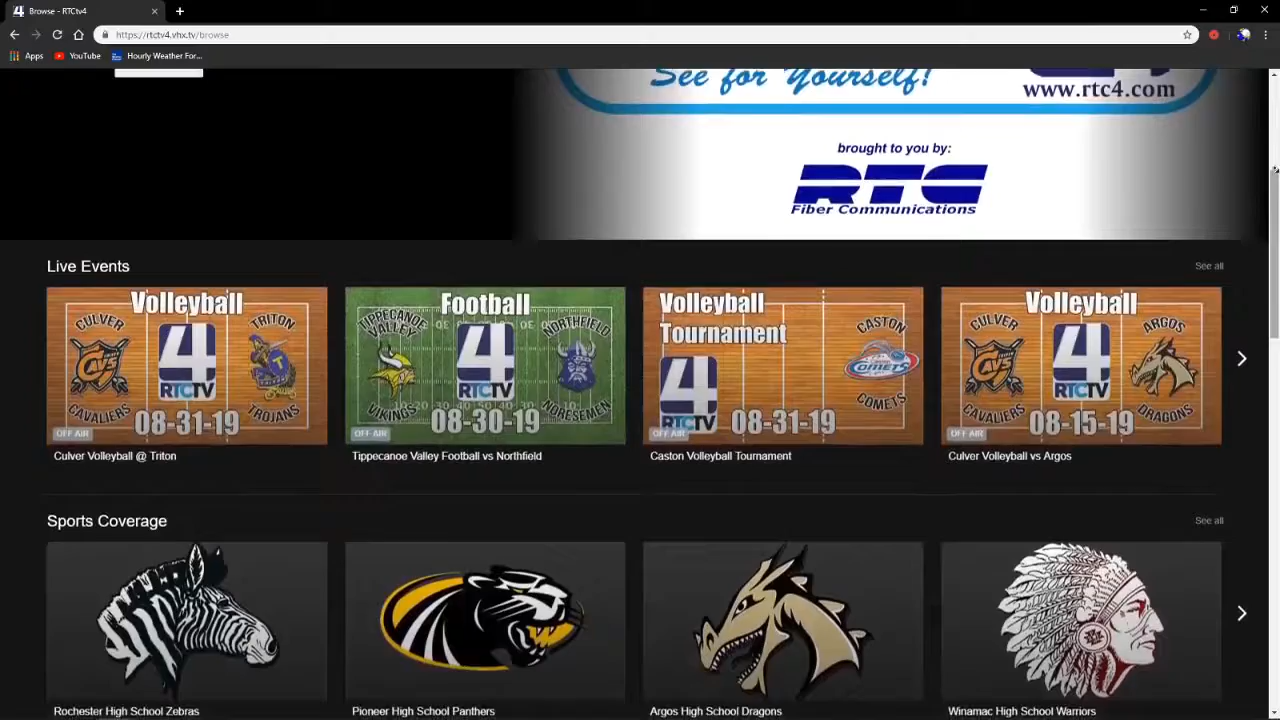 Browse - RTCtv4
https://rtctv4.vhx.tv/browse
Apps YouTube Hourly Weather For...
See for Yourself!
www.rtc4.com
brought to you by:
RTC
Fiber Communications
Live Events
See all
Volleyball
CULVER
TRITON
4
RTCTV
CAVALIERS
TROJANS
08-31-19
OFF AIR
Culver Volleyball @ Triton
Football
TIPPECANOE VALLEY
NORTHFIELD
4
RTCTV
VIKINGS
NORSEMEN
08-30-19
OFF AIR
Tippecanoe Valley Football vs Northfield
Volleyball
Tournament
CASTON
COMETS
4
RTCTV
COMETS
08-31-19
OFF AIR
Caston Volleyball Tournament
Volleyball
CULVER
ARGOS
CAVS
4
RTCTV
CAVALIERS
DRAGONS
08-15-19
OFF AIR
Culver Volleyball vs Argos
Sports Coverage
See all
Rochester High School Zebras
Pioneer High School Panthers
Argos High School Dragons
Winamac High School Warriors